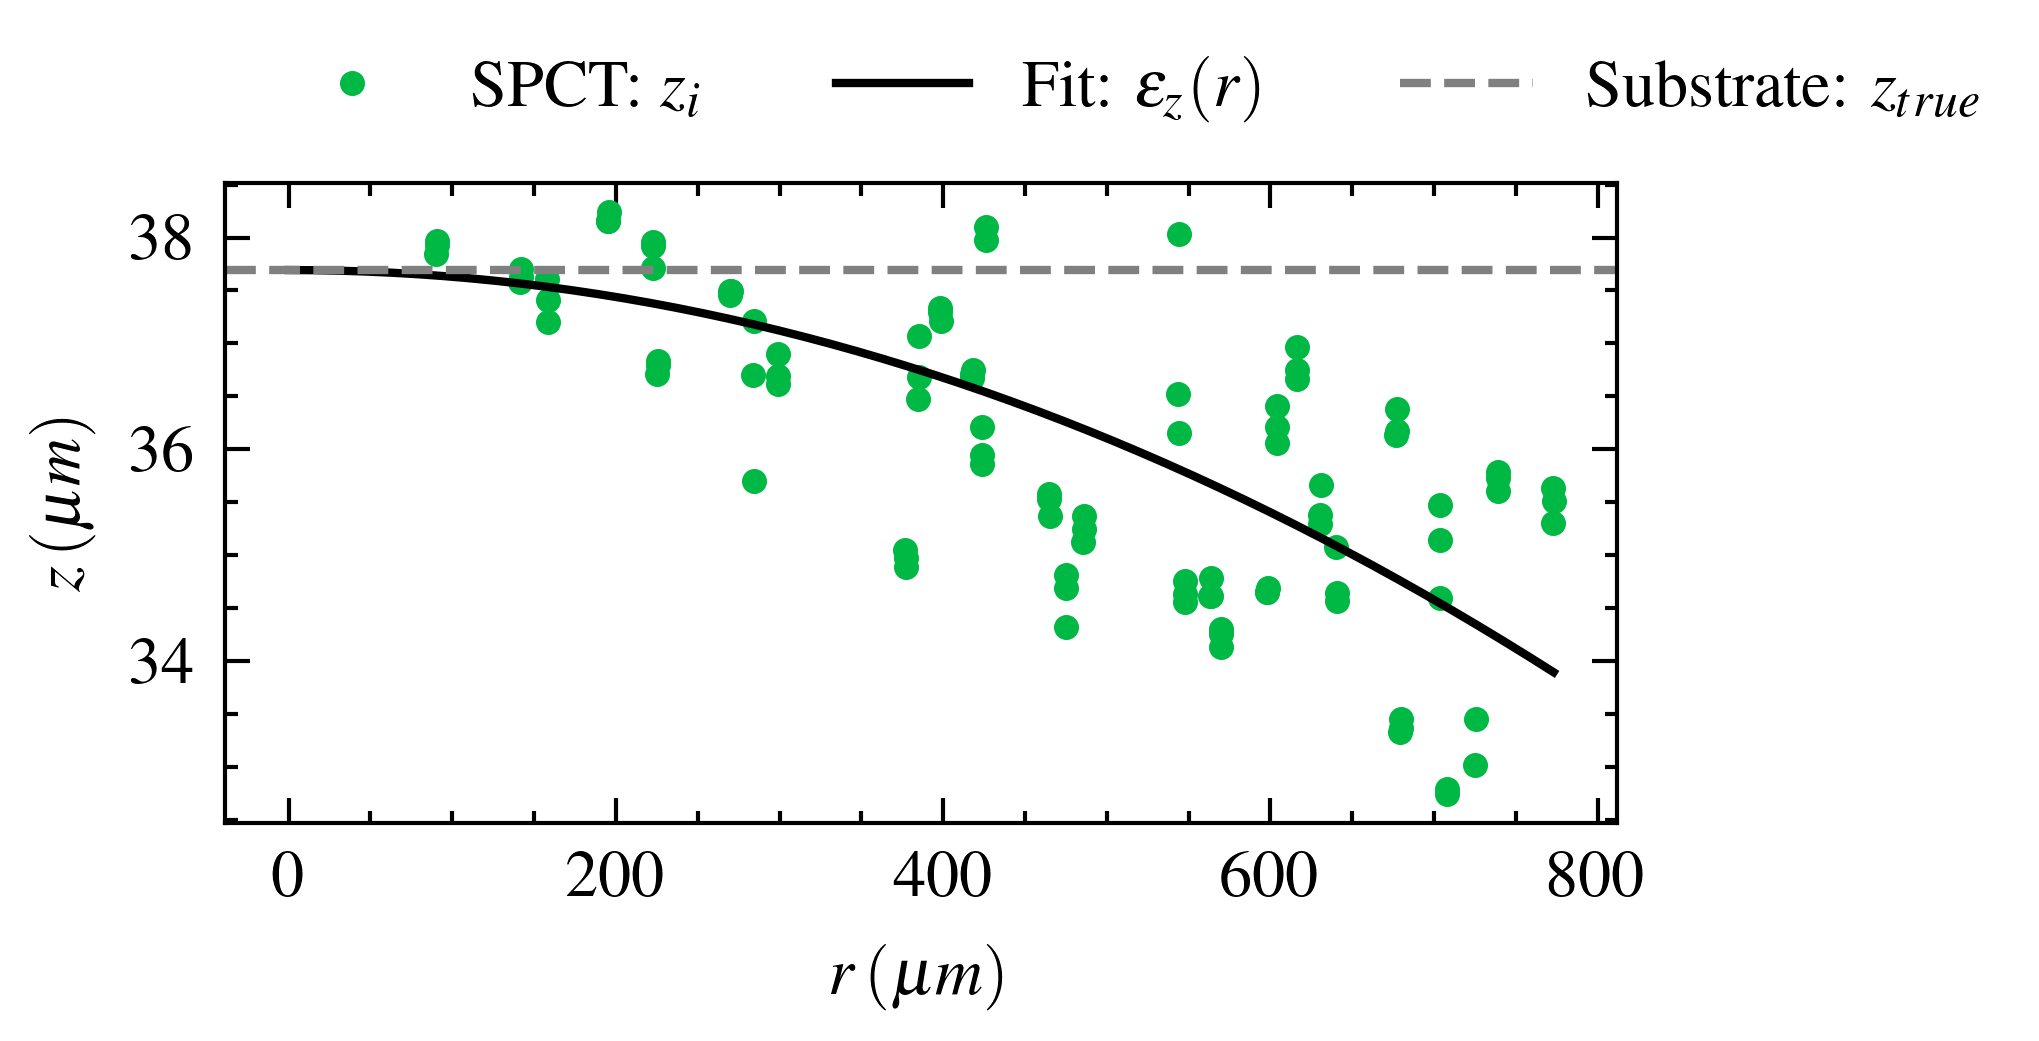 SPCT: z_i Fit: ε_z(r) Substrate: z_true
38
36
34
z (μm)
0 200 400 600 800
r (μm)